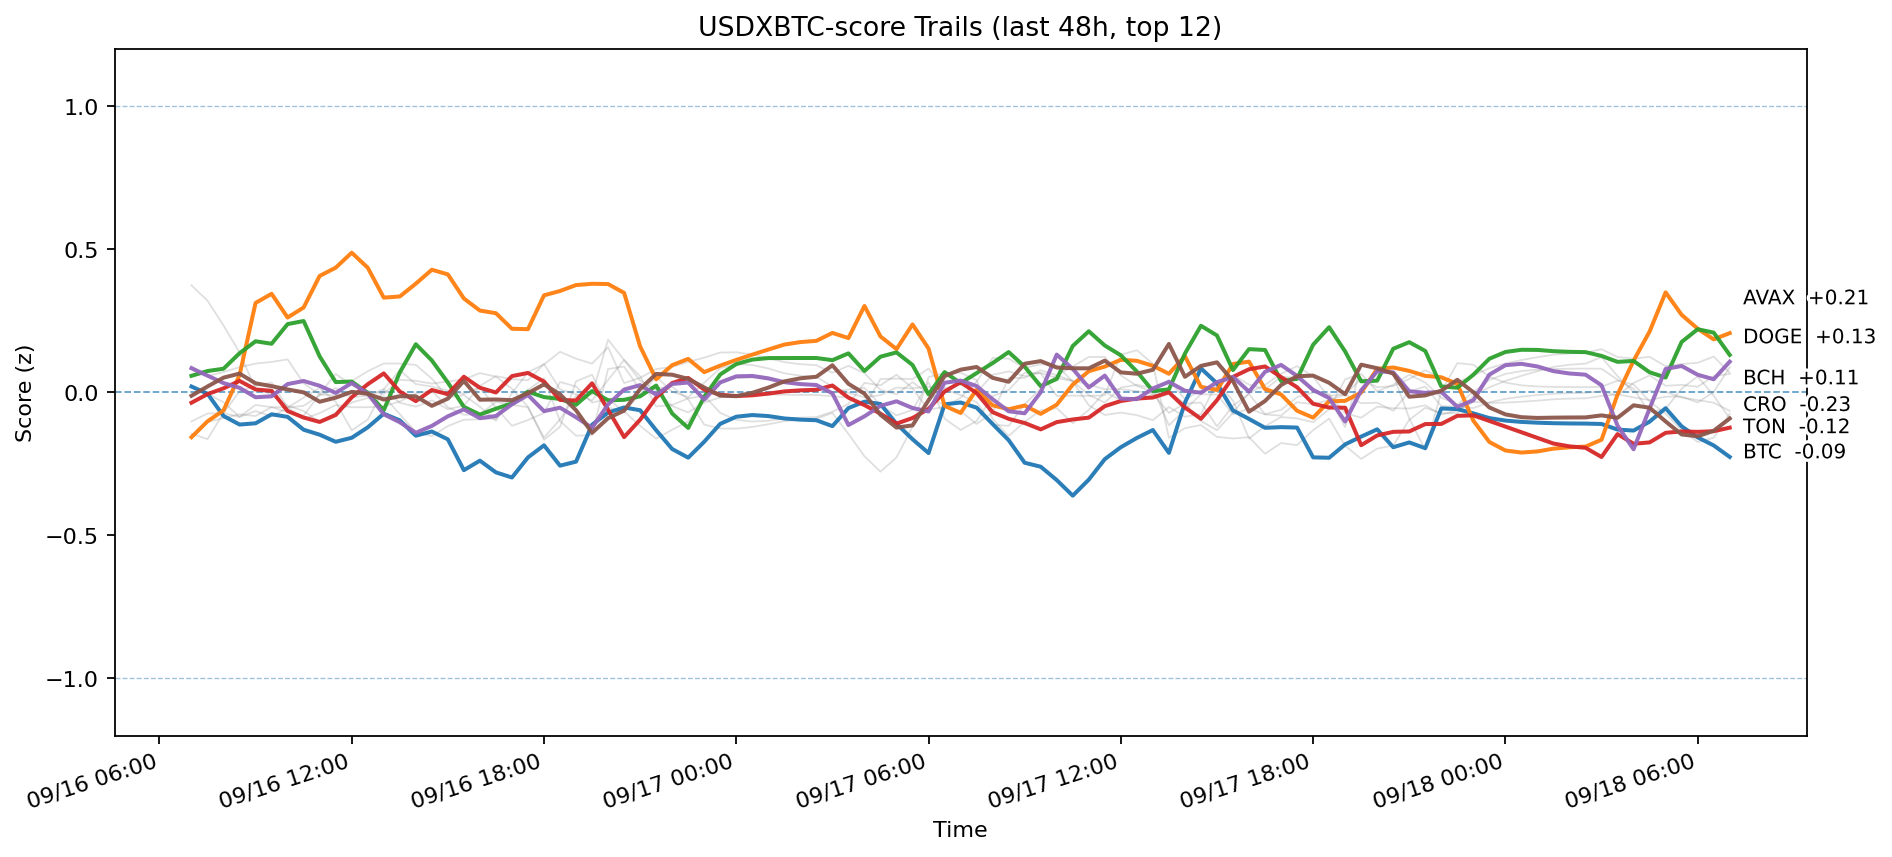 USDXBTC-score Trails (last 48h, top 12)
Score (z)
1.0
0.5
0.0
−0.5
−1.0
AVAX +0.21
DOGE +0.13
BCH +0.11
CRO -0.23
TON -0.12
BTC -0.09
09/16 06:00
09/16 12:00
09/16 18:00
09/17 00:00
09/17 06:00
09/17 12:00
09/17 18:00
09/18 00:00
09/18 06:00
Time